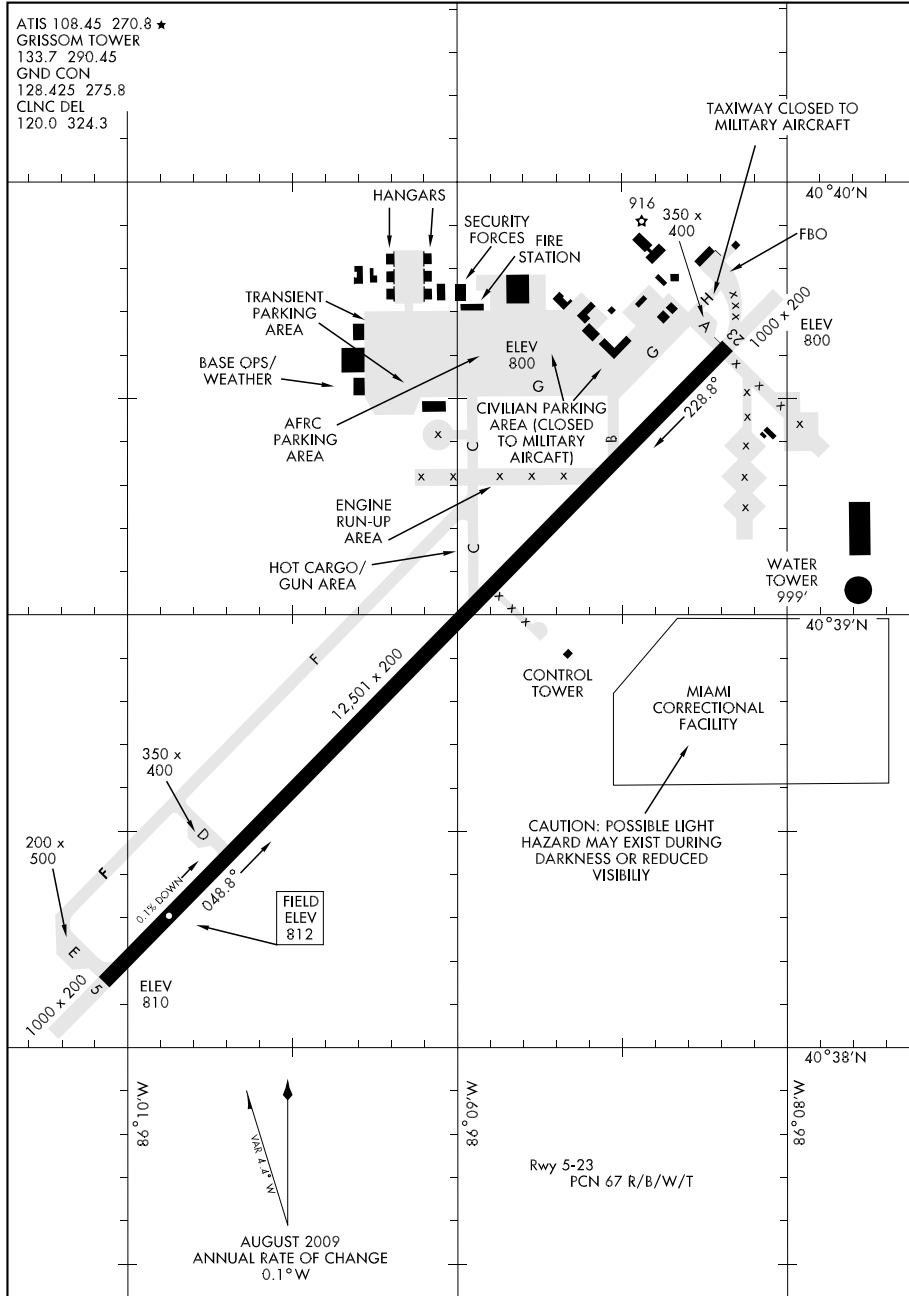 ATIS 108.45 270.8 ★
GRISSOM TOWER
133.7 290.45
GND CON
128.425 275.8
CLNC DEL
120.0 324.3
TAXIWAY CLOSED TO
MILITARY AIRCRAFT
40°40'N
HANGARS
SECURITY
FORCES
FIRE
STATION
916
350 x
400
FBO
TRANSIENT
PARKING
AREA
BASE OPS/
WEATHER
AFRC
PARKING
AREA
ELEV
800
CIVILIAN PARKING
AREA (CLOSED
TO MILITARY
AIRCAFT)
H
A
G
G
B
C
C
23
1000 x 200
ELEV
800
228.8°
x x x x
x
x x
x
x
x
x
x
x
x x x x x
ENGINE
RUN-UP
AREA
HOT CARGO/
GUN AREA
x x x
WATER
TOWER
999'
40°39'N
CONTROL
TOWER
MIAMI
CORRECTIONAL
FACILITY
CAUTION: POSSIBLE LIGHT
HAZARD MAY EXIST DURING
DARKNESS OR REDUCED
VISIBILIY
F
12,501 x 200
350 x
400
D
200 x
500
F
0.1% DOWN
048.8°
FIELD
ELEV
812
E
5
1000 x 200
ELEV
810
40°38'N
86°10'W
86°09'W
86°08'W
VAR 4.4° W
AUGUST 2009
ANNUAL RATE OF CHANGE
0.1°W
Rwy 5-23
PCN 67 R/B/W/T